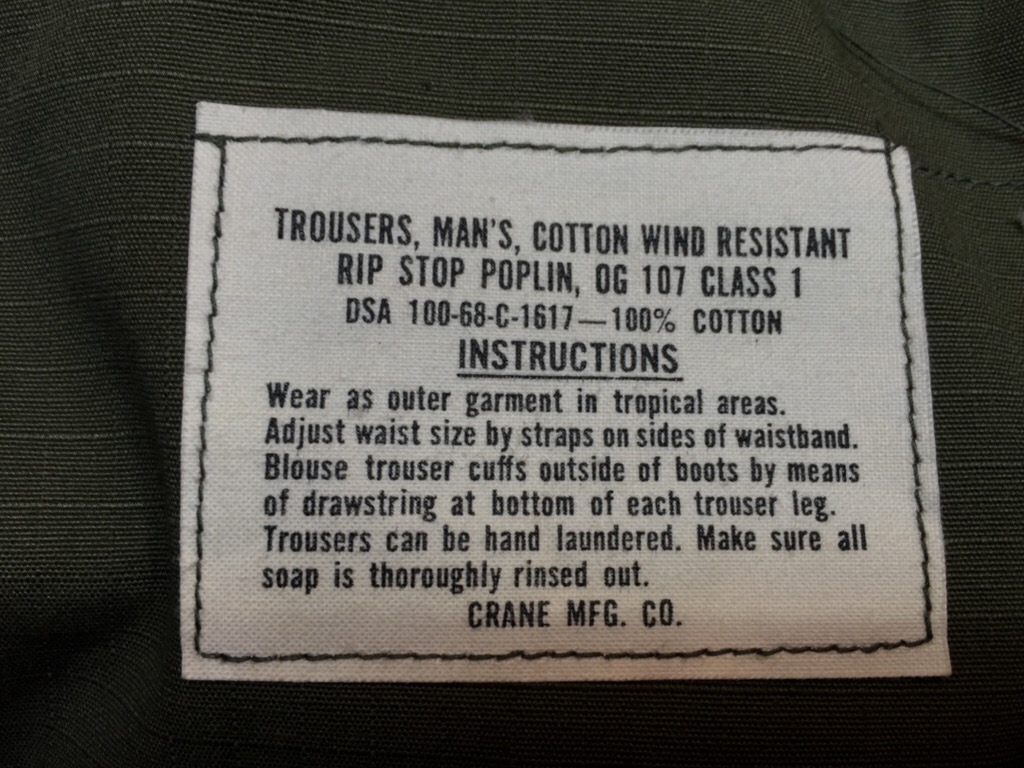 TROUSERS, MAN'S, COTTON WIND RESISTANT
RIP STOP POPLIN, OG 107 CLASS 1
DSA 100-68-C-1617—100% COTTON
INSTRUCTIONS
Wear as outer garment in tropical areas.
Adjust waist size by straps on sides of waistband.
Blouse trouser cuffs outside of boots by means
of drawstring at bottom of each trouser leg.
Trousers can be hand laundered. Make sure all
soap is thoroughly rinsed out.
CRANE MFG. CO.